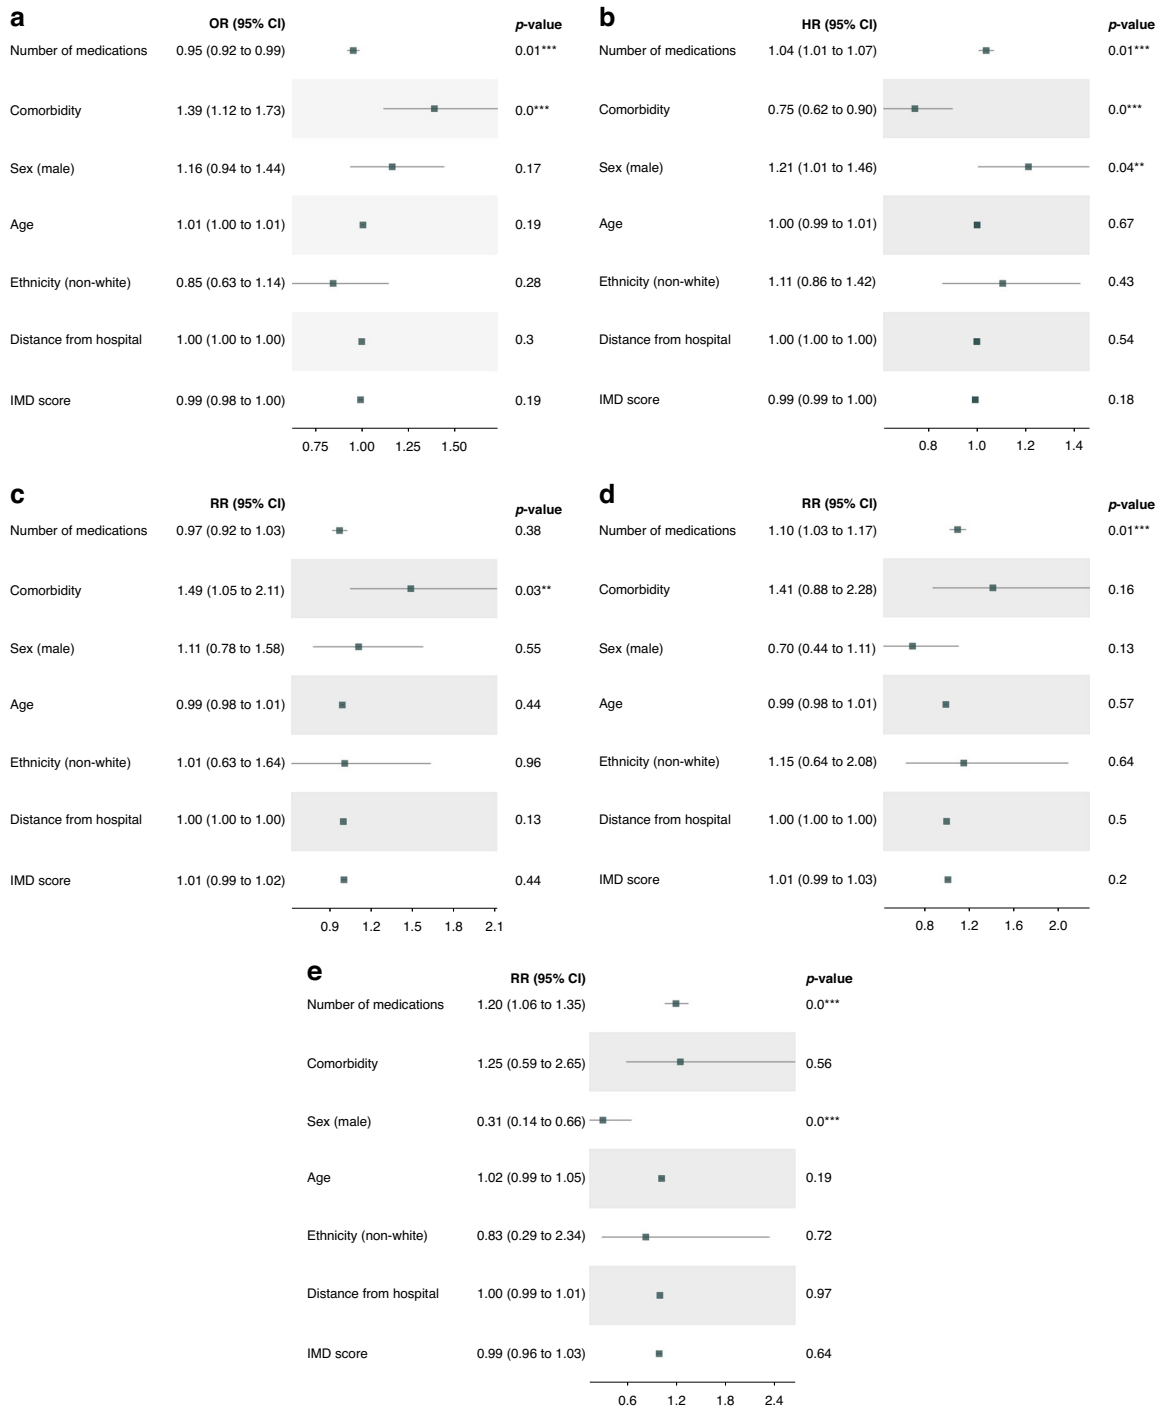 a
OR (95% CI) p-value
Number of medications 0.95 (0.92 to 0.99) 0.01***
Comorbidity 1.39 (1.12 to 1.73) 0.0***
Sex (male) 1.16 (0.94 to 1.44) 0.17
Age 1.01 (1.00 to 1.01) 0.19
Ethnicity (non-white) 0.85 (0.63 to 1.14) 0.28
Distance from hospital 1.00 (1.00 to 1.00) 0.3
IMD score 0.99 (0.98 to 1.00) 0.19
0.75 1.00 1.25 1.50
b
HR (95% CI) p-value
Number of medications 1.04 (1.01 to 1.07) 0.01***
Comorbidity 0.75 (0.62 to 0.90) 0.0***
Sex (male) 1.21 (1.01 to 1.46) 0.04**
Age 1.00 (0.99 to 1.01) 0.67
Ethnicity (non-white) 1.11 (0.86 to 1.42) 0.43
Distance from hospital 1.00 (1.00 to 1.00) 0.54
IMD score 0.99 (0.99 to 1.00) 0.18
0.8 1.0 1.2 1.4
c
RR (95% CI) p-value
Number of medications 0.97 (0.92 to 1.03) 0.38
Comorbidity 1.49 (1.05 to 2.11) 0.03**
Sex (male) 1.11 (0.78 to 1.58) 0.55
Age 0.99 (0.98 to 1.01) 0.44
Ethnicity (non-white) 1.01 (0.63 to 1.64) 0.96
Distance from hospital 1.00 (1.00 to 1.00) 0.13
IMD score 1.01 (0.99 to 1.02) 0.44
0.9 1.2 1.5 1.8 2.1
d
RR (95% CI) p-value
Number of medications 1.10 (1.03 to 1.17) 0.01***
Comorbidity 1.41 (0.88 to 2.28) 0.16
Sex (male) 0.70 (0.44 to 1.11) 0.13
Age 0.99 (0.98 to 1.01) 0.57
Ethnicity (non-white) 1.15 (0.64 to 2.08) 0.64
Distance from hospital 1.00 (1.00 to 1.00) 0.5
IMD score 1.01 (0.99 to 1.03) 0.2
0.8 1.2 1.6 2.0
e
RR (95% CI) p-value
Number of medications 1.20 (1.06 to 1.35) 0.0***
Comorbidity 1.25 (0.59 to 2.65) 0.56
Sex (male) 0.31 (0.14 to 0.66) 0.0***
Age 1.02 (0.99 to 1.05) 0.19
Ethnicity (non-white) 0.83 (0.29 to 2.34) 0.72
Distance from hospital 1.00 (0.99 to 1.01) 0.97
IMD score 0.99 (0.96 to 1.03) 0.64
0.6 1.2 1.8 2.4